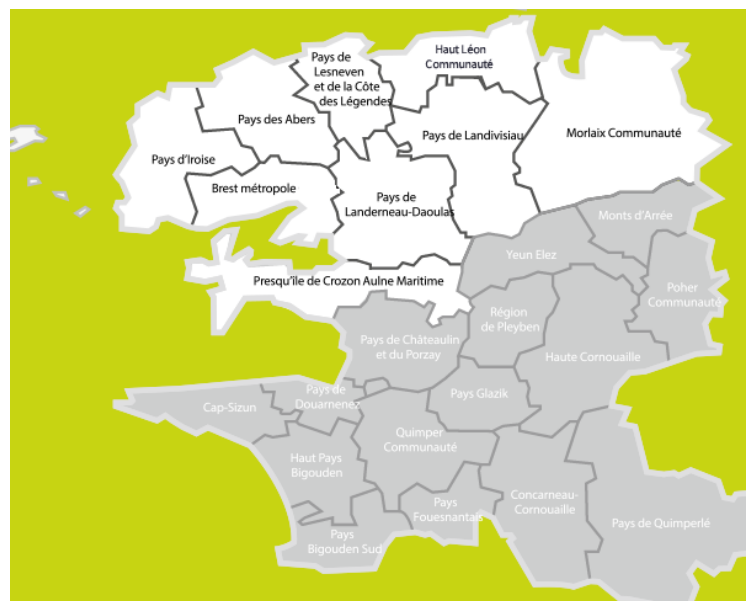 Pays de
Lesneven
et de la Côte
des Légendes
Haut Léon
Communauté
Pays des Abers
Pays de Landivisiau
Morlaix Communauté
Pays d'Iroise
Brest métropole
Pays de
Landerneau-Daoulas
Monts d'Arrée
Yeun Elez
Presqu'île de Crozon Aulne Maritime
Poher
Communauté
Région
de Pleyben
Pays de Châteaulin
et du Porzay
Haute Cornouaille
Pays de
Douarnenez
Pays Glazik
Cap-Sizun
Quimper
Communauté
Haut Pays
Bigouden
Pays
Fouesnantais
Concarneau-
Cornouaille
Pays de Quimperlé
Pays
Bigouden Sud